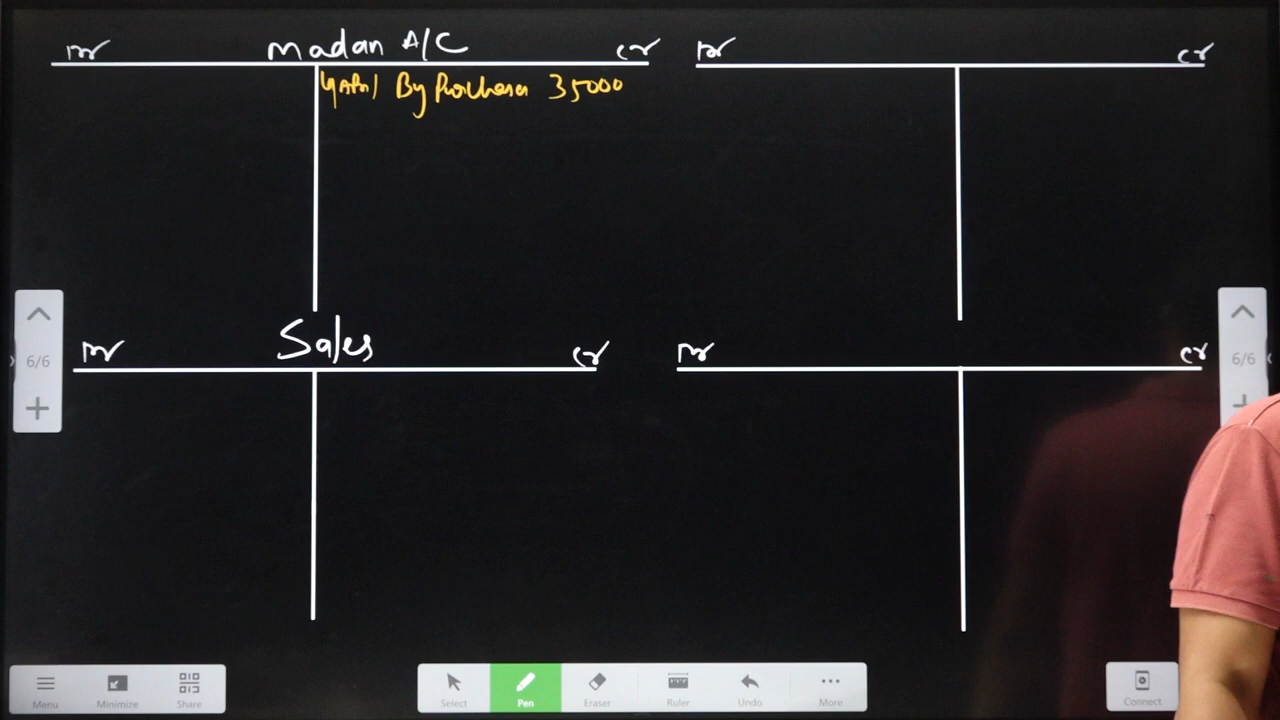 Dr Madan A/C Cr
4 April By Purchases 35000
Dr Cr
Dr Sales Cr
Dr Cr
6/6
6/6
Menu
Minimize
Share
Select
Pen
Eraser
Ruler
Undo
More
Connect